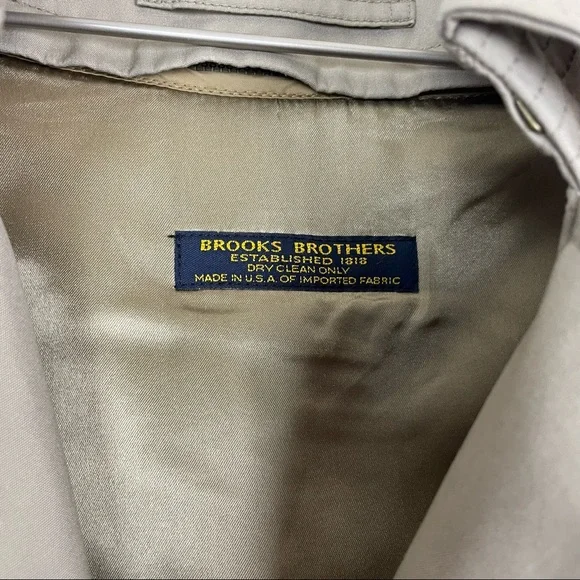 BROOKS BROTHERS
ESTABLISHED 1818
DRY CLEAN ONLY
MADE IN U.S.A. OF IMPORTED FABRIC